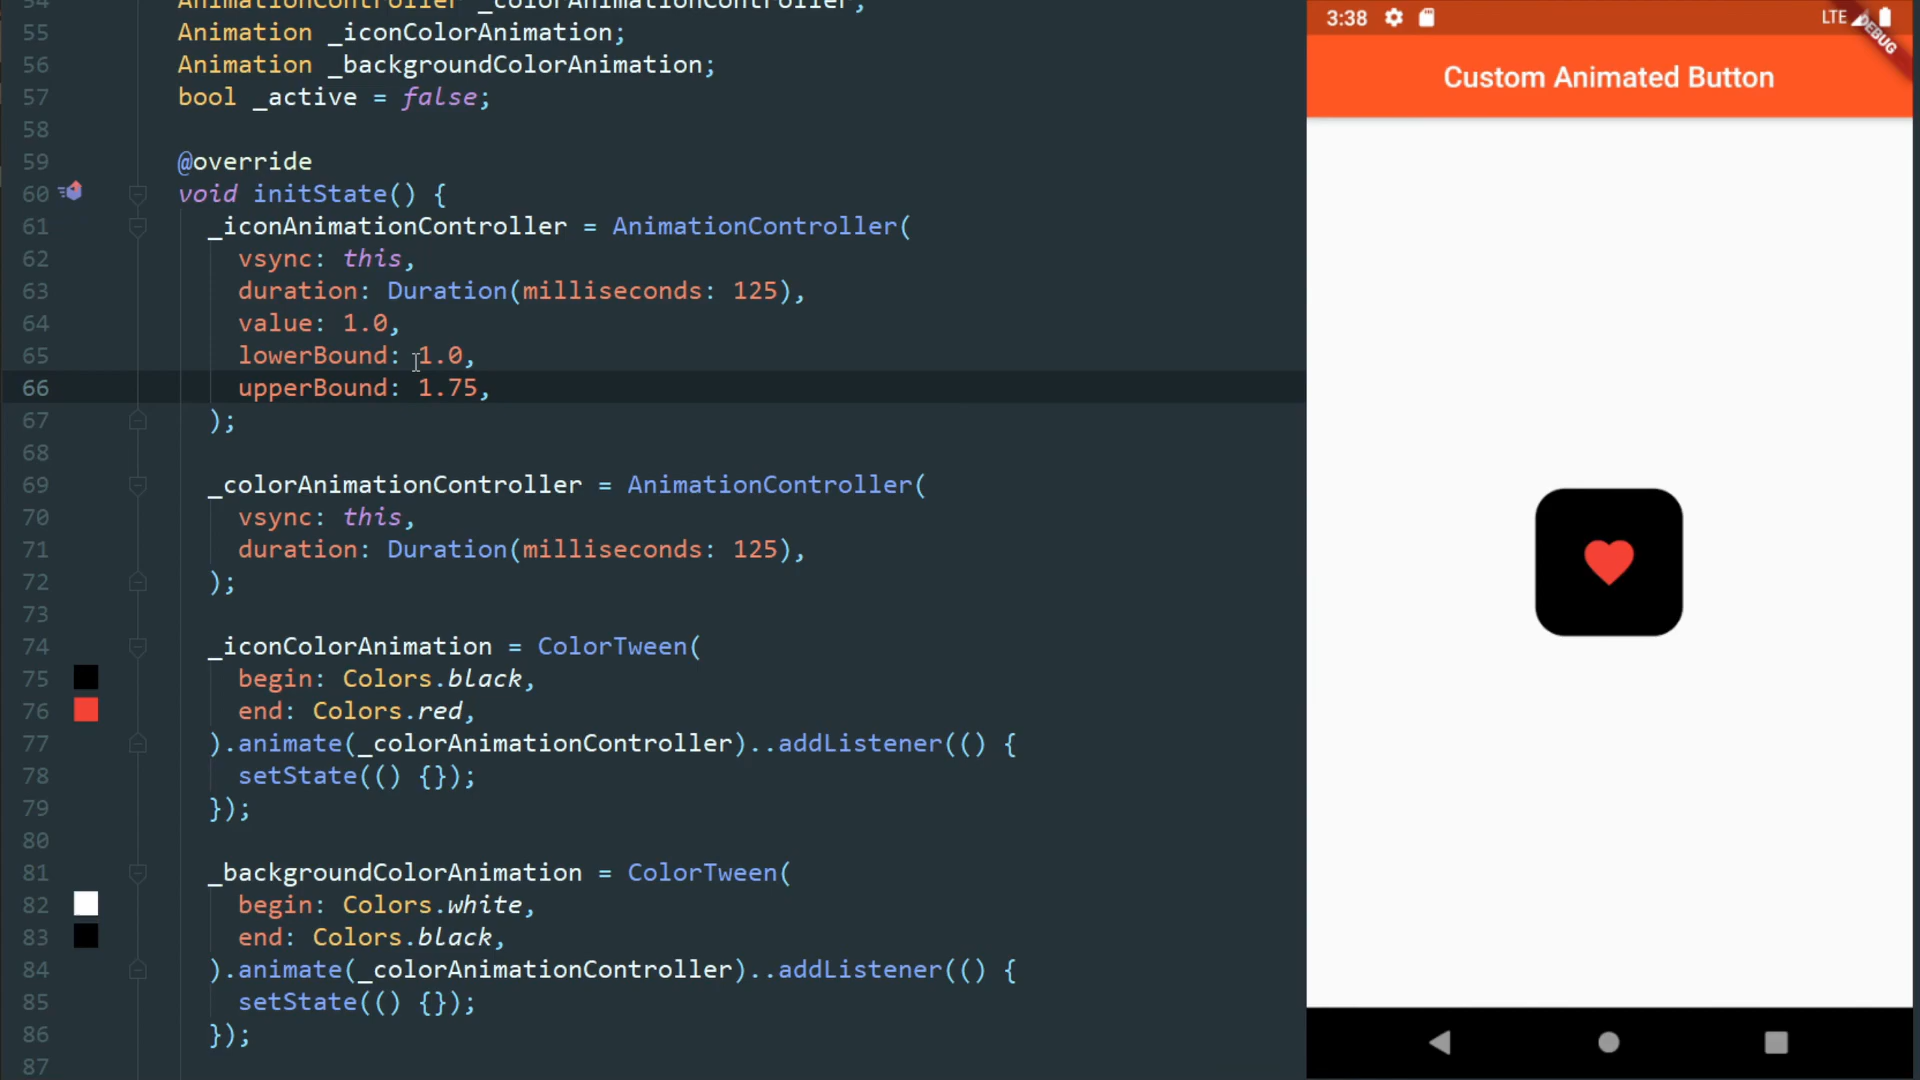 54 AnimationController _colorAnimationController;
55 Animation _iconColorAnimation;
56 Animation _backgroundColorAnimation;
57 bool _active = false;
58
59 @override
60 void initState() {
61 _iconAnimationController = AnimationController(
62 vsync: this,
63 duration: Duration(milliseconds: 125),
64 value: 1.0,
65 lowerBound: 1.0,
66 upperBound: 1.75,
67 );
68
69 _colorAnimationController = AnimationController(
70 vsync: this,
71 duration: Duration(milliseconds: 125),
72 );
73
74 _iconColorAnimation = ColorTween(
75 begin: Colors.black,
76 end: Colors.red,
77 ).animate(_colorAnimationController)..addListener(() {
78 setState(() {});
79 });
80
81 _backgroundColorAnimation = ColorTween(
82 begin: Colors.white,
83 end: Colors.black,
84 ).animate(_colorAnimationController)..addListener(() {
85 setState(() {});
86 });
87
3:38 LTE
DEBUG
Custom Animated Button